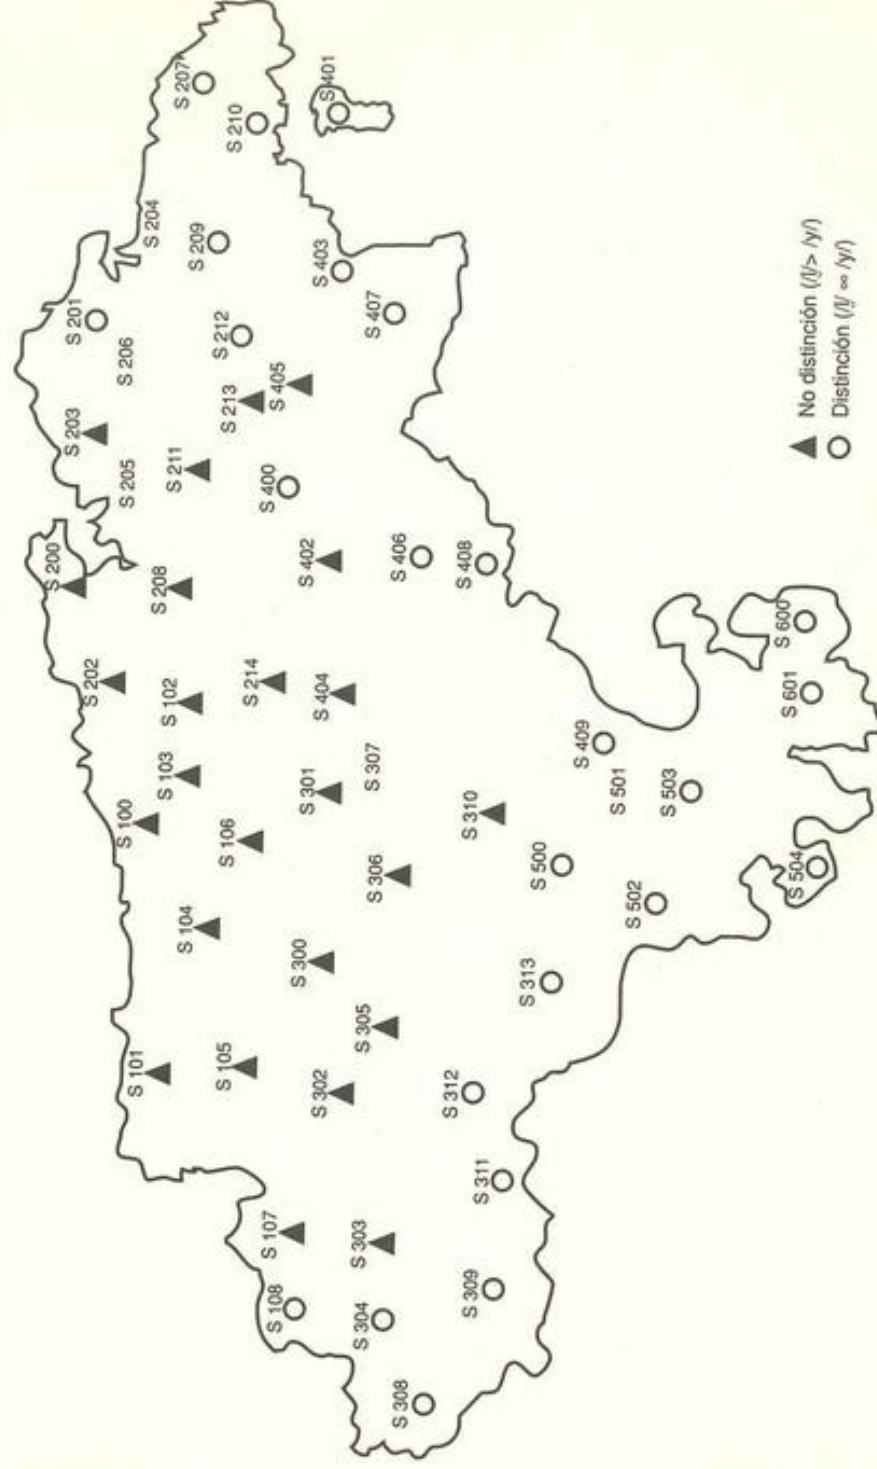 S 207
S 210
S 401
S 204
S 209
S 403
S 201
S 206
S 212
S 407
S 203
S 213
S 405
S 205
S 211
S 400
S 200
S 208
S 402
S 406
S 408
S 202
S 102
S 214
S 404
S 600
S 601
S 103
S 301
S 307
S 409
S 501
S 503
S 100
S 106
S 310
S 306
S 500
S 504
S 104
S 300
S 502
S 313
S 101
S 105
S 305
S 302
S 312
S 311
S 107
S 303
S 108
S 304
S 309
S 308
No distinción (/ʎ/> /y/)
Distinción (/ʎ/ ∞ /y/)